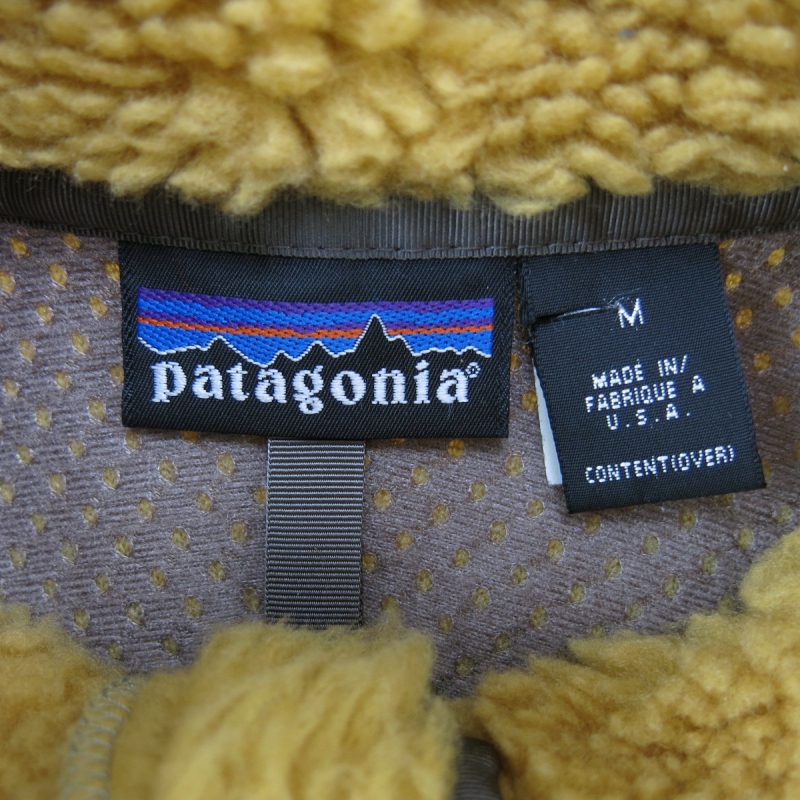 patagonia®
M
MADE IN/
FABRIQUE A
U.S.A.
CONTENT(OVER)